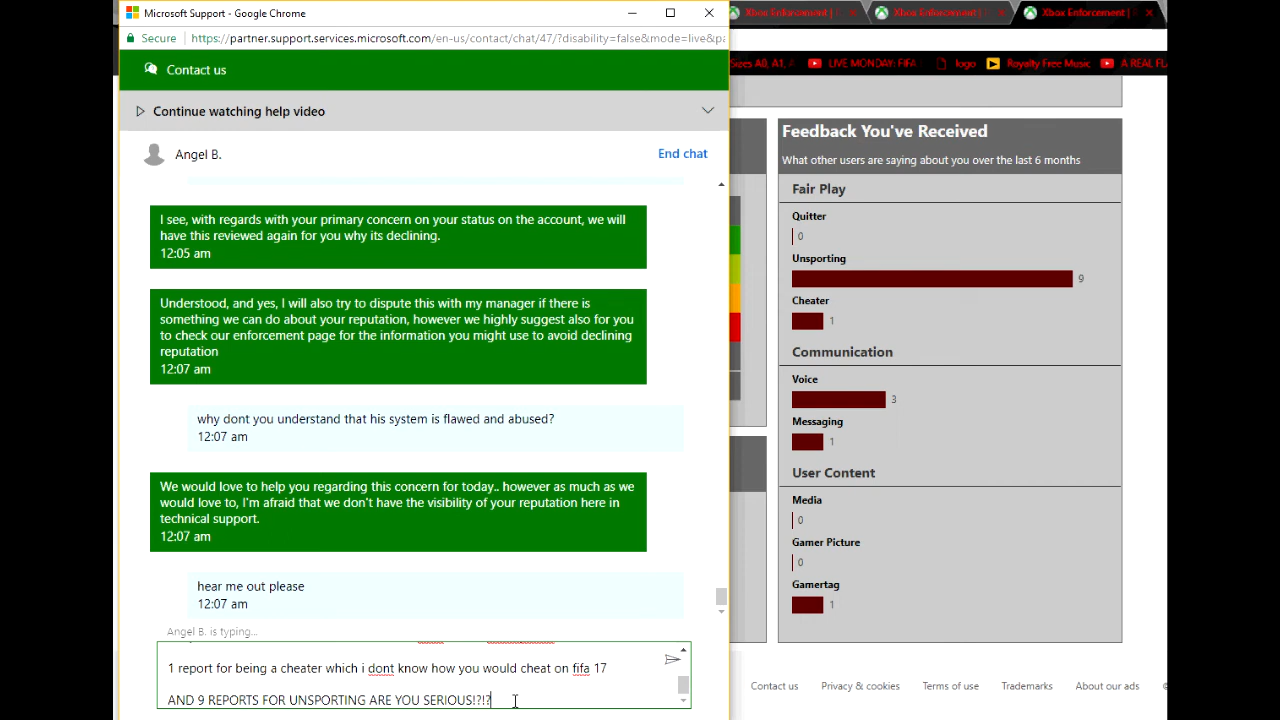 Microsoft Support - Google Chrome
Xbox Enforcement |
Xbox Enforcement |
Xbox Enforcement |
Secure
https://partner.support.services.microsoft.com/en-us/contact/chat/47/?disability=false&mode=live&p
Sizes A0, A1, A
LIVE MONDAY: FIFA
logo
Royalty Free Music
A REAL FL
Contact us
Continue watching help video
Angel B.
End chat
I see, with regards with your primary concern on your status on the account, we will
have this reviewed again for you why its declining.
12:05 am
Understood, and yes, I will also try to dispute this with my manager if there is
something we can do about your reputation, however we highly suggest also for you
to check our enforcement page for the information you might use to avoid declining
reputation
12:07 am
why dont you understand that his system is flawed and abused?
12:07 am
We would love to help you regarding this concern for today.. however as much as we
would love to, I'm afraid that we don't have the visibility of your reputation here in
technical support.
12:07 am
hear me out please
12:07 am
Angel B. is typing...
1 report for being a cheater which i dont know how you would cheat on fifa 17
AND 9 REPORTS FOR UNSPORTING ARE YOU SERIOUS!?!?
Feedback You've Received
What other users are saying about you over the last 6 months
Fair Play
Quitter
0
Unsporting
9
Cheater
1
Communication
Voice
3
Messaging
1
User Content
Media
0
Gamer Picture
0
Gamertag
1
Contact us
Privacy & cookies
Terms of use
Trademarks
About our ads
©